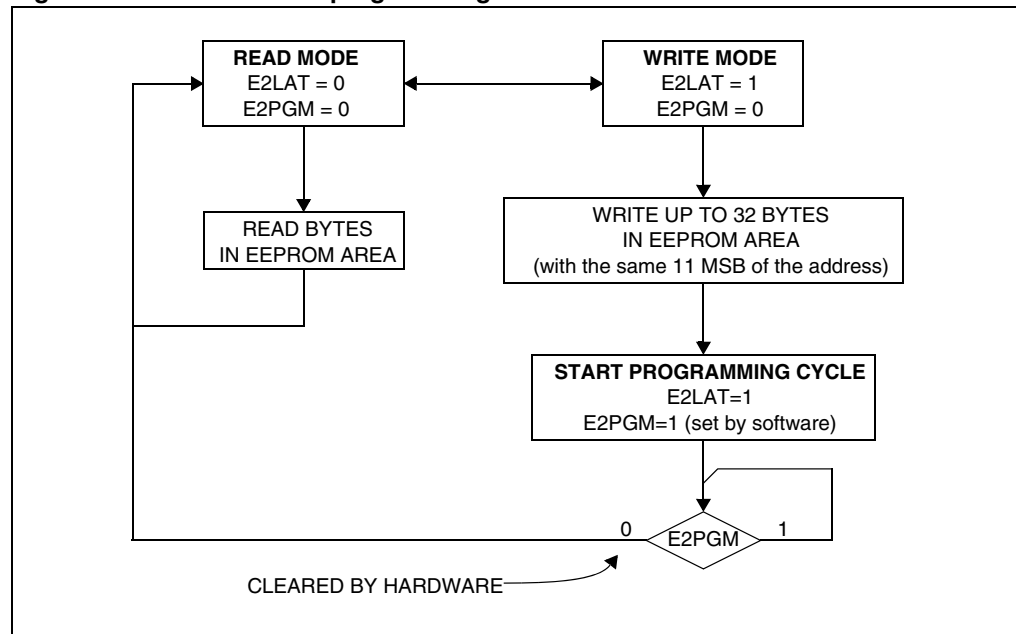 READ MODE
E2LAT = 0
E2PGM = 0
WRITE MODE
E2LAT = 1
E2PGM = 0
READ BYTES
IN EEPROM AREA
WRITE UP TO 32 BYTES
IN EEPROM AREA
(with the same 11 MSB of the address)
START PROGRAMMING CYCLE
E2LAT=1
E2PGM=1 (set by software)
0
E2PGM
1
CLEARED BY HARDWARE